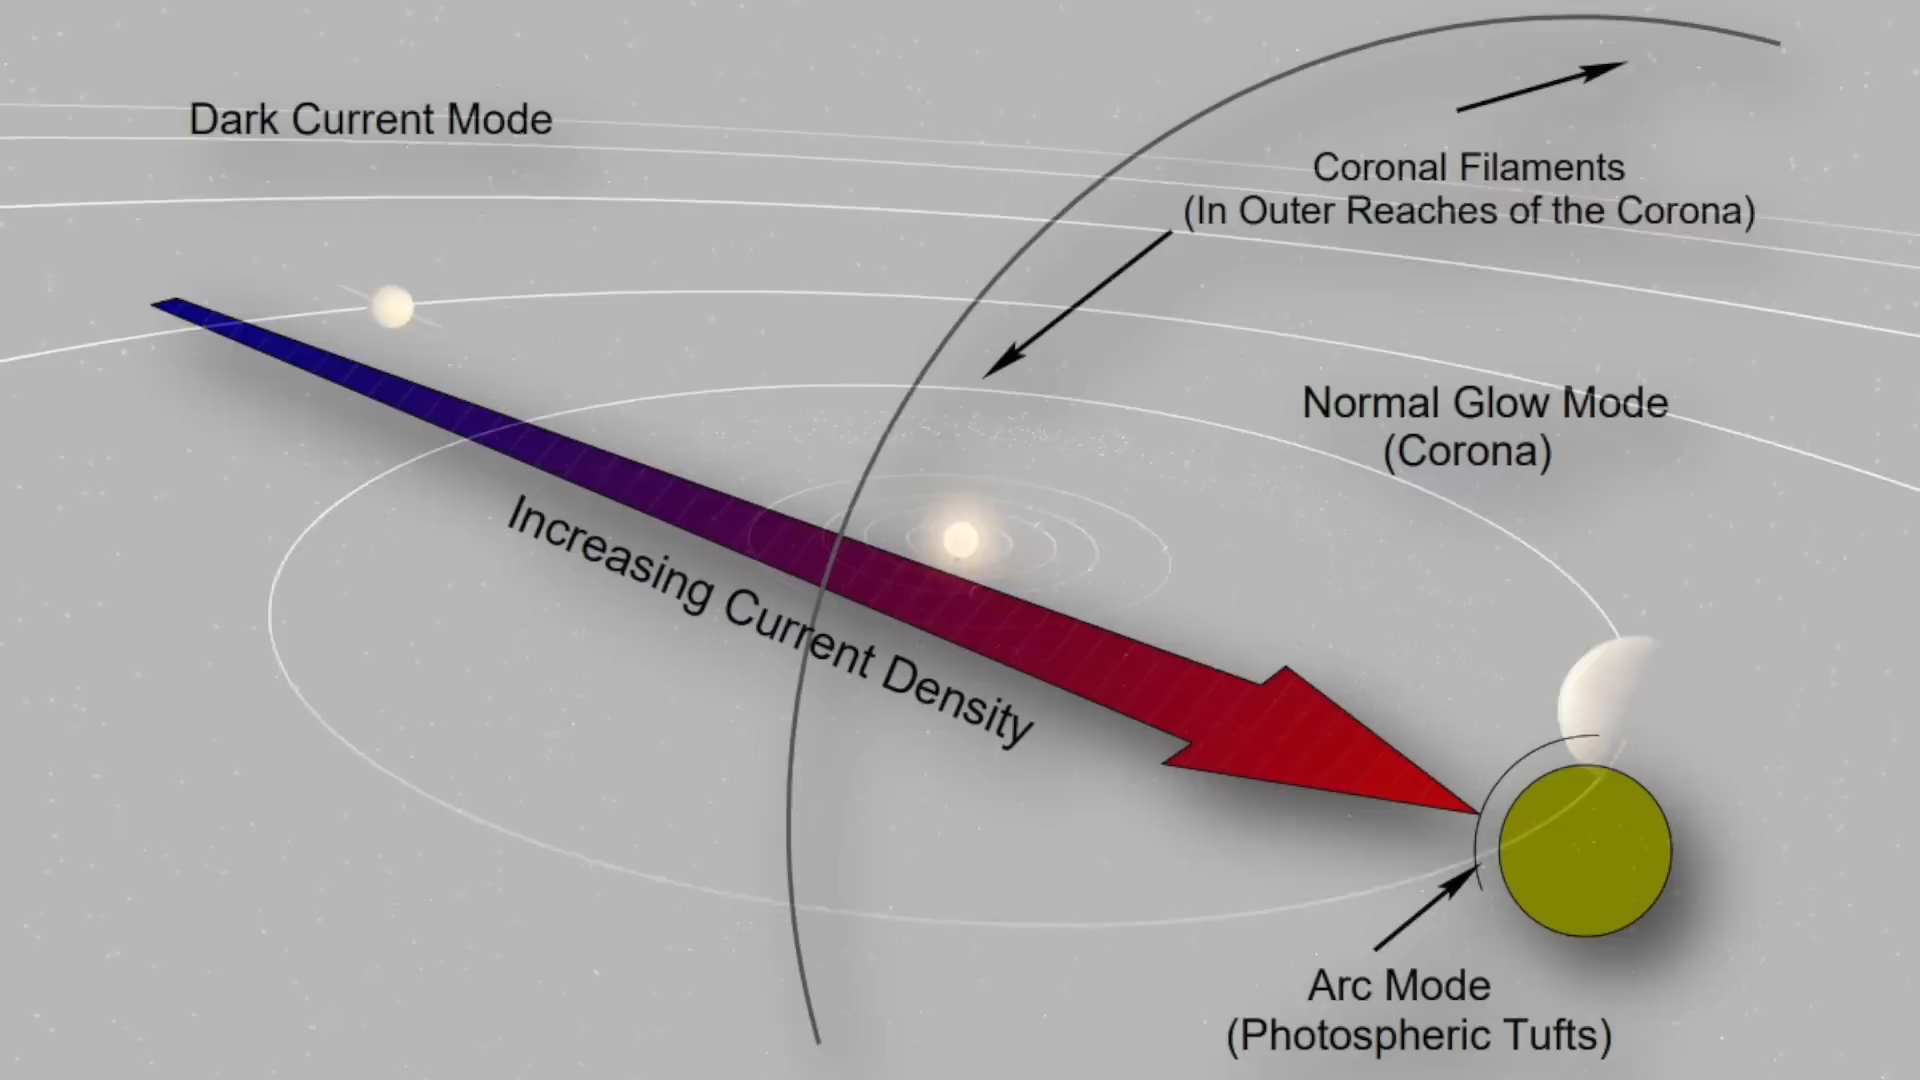 Dark Current Mode
Coronal Filaments
(In Outer Reaches of the Corona)
Normal Glow Mode
(Corona)
Increasing Current Density
Arc Mode
(Photospheric Tufts)